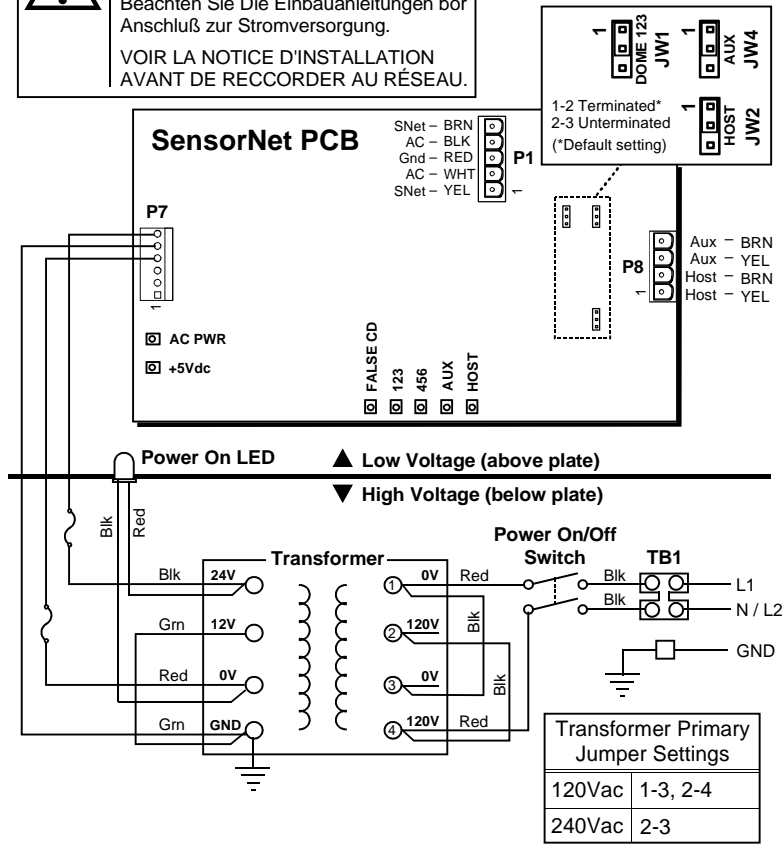 Beachten Sie Die Einbauanleitungen bor
Anschluß zur Stromversorgung.
VOIR LA NOTICE D'INSTALLATION
AVANT DE RECCORDER AU RÉSEAU.
1
DOME 123
JW1
1
AUX
JW4
1-2 Terminated*
2-3 Unterminated
(*Default setting)
1
HOST
JW2
SensorNet PCB
SNet – BRN
AC – BLK
Gnd – RED
AC – WHT
SNet – YEL
P1
1
P7
1
P8
1
Aux – BRN
Aux – YEL
Host – BRN
Host – YEL
AC PWR
+5Vdc
FALSE CD
123
456
AUX
HOST
Power On LED
▲ Low Voltage (above plate)
▼ High Voltage (below plate)
Blk
Red
Transformer
Power On/Off
Switch
TB1
Blk
24V
1
0V
Red
Blk
L1
Blk
N / L2
Grn
12V
2
120V
Blk
GND
Red
0V
3
0V
Blk
Grn
GND
4
120V
Red
Transformer Primary
Jumper Settings
120Vac 1-3, 2-4
240Vac 2-3